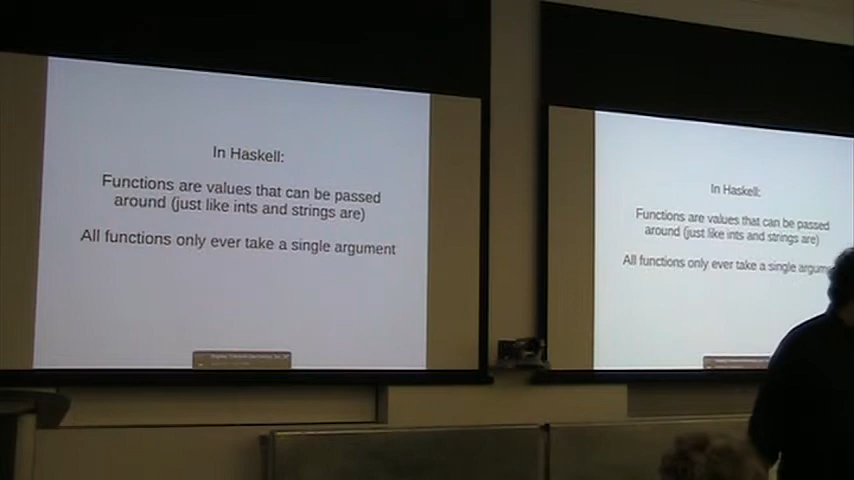 In Haskell:
Functions are values that can be passed
around (just like ints and strings are)
All functions only ever take a single argument
In Haskell:
Functions are values that can be passed
around (just like ints and strings are)
All functions only ever take a single argum